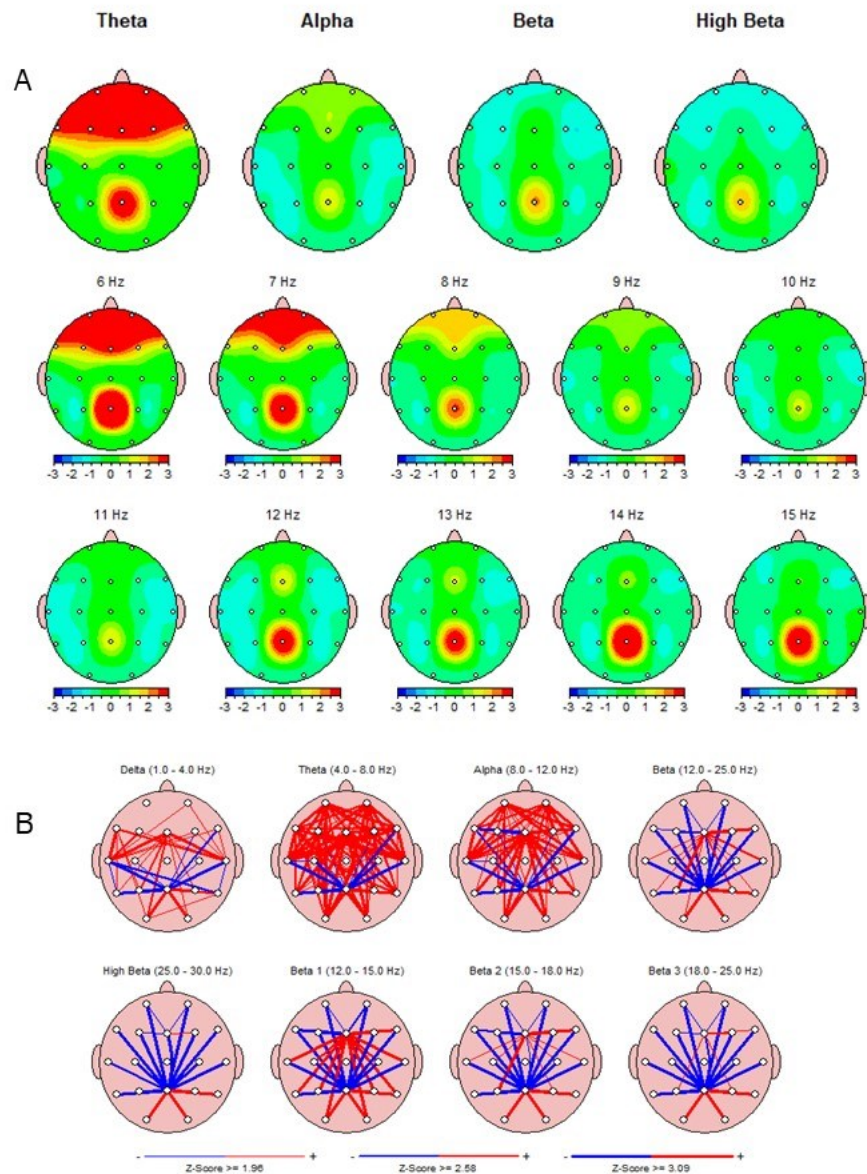 Theta Alpha Beta High Beta
A
6 Hz 7 Hz 8 Hz 9 Hz 10 Hz
-3 -2 -1 0 1 2 3 -3 -2 -1 0 1 2 3 -3 -2 -1 0 1 2 3 -3 -2 -1 0 1 2 3 -3 -2 -1 0 1 2 3
11 Hz 12 Hz 13 Hz 14 Hz 15 Hz
-3 -2 -1 0 1 2 3 -3 -2 -1 0 1 2 3 -3 -2 -1 0 1 2 3 -3 -2 -1 0 1 2 3 -3 -2 -1 0 1 2 3
Delta (1.0 - 4.0 Hz) Theta (4.0 - 8.0 Hz) Alpha (8.0 - 12.0 Hz) Beta (12.0 - 25.0 Hz)
B
High Beta (25.0 - 30.0 Hz) Beta 1 (12.0 - 15.0 Hz) Beta 2 (15.0 - 18.0 Hz) Beta 3 (18.0 - 25.0 Hz)
- + - + - +
Z-Score >= 1.96 Z-Score >= 2.58 Z-Score >= 3.09